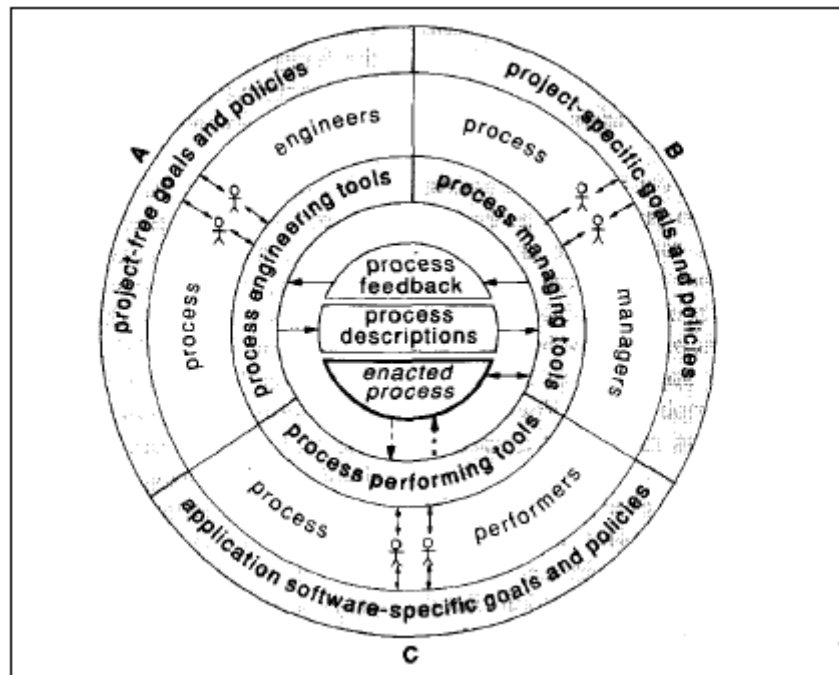 A
project-free goals and policies
process engineers
process engineering tools
B
project-specific goals and policies
process managers
process managing tools
process
feedback
process
descriptions
enacted
process
process performing tools
process performers
application software-specific goals and policies
C